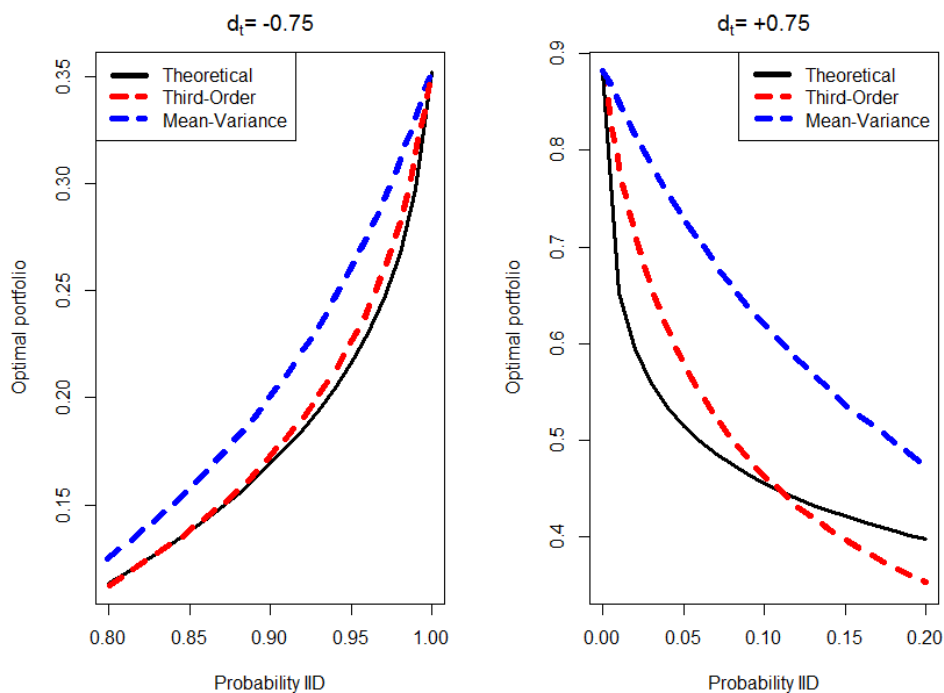 d_t= -0.75
Theoretical
Third-Order
Mean-Variance
0.35
0.30
0.25
0.20
0.15
Optimal portfolio
0.80 0.85 0.90 0.95 1.00
Probability IID
d_t= +0.75
Theoretical
Third-Order
Mean-Variance
0.9
0.8
0.7
0.6
0.5
0.4
Optimal portfolio
0.00 0.05 0.10 0.15 0.20
Probability IID